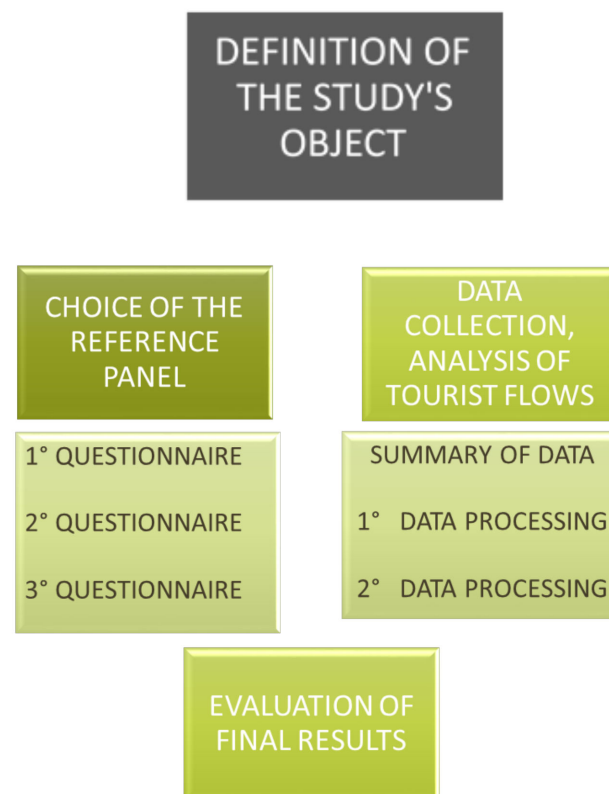 DEFINITION OF
THE STUDY'S
OBJECT
CHOICE OF THE
REFERENCE
PANEL
DATA
COLLECTION,
ANALYSIS OF
TOURIST FLOWS
1° QUESTIONNAIRE
2° QUESTIONNAIRE
3° QUESTIONNAIRE
SUMMARY OF DATA
1° DATA PROCESSING
2° DATA PROCESSING
EVALUATION OF
FINAL RESULTS